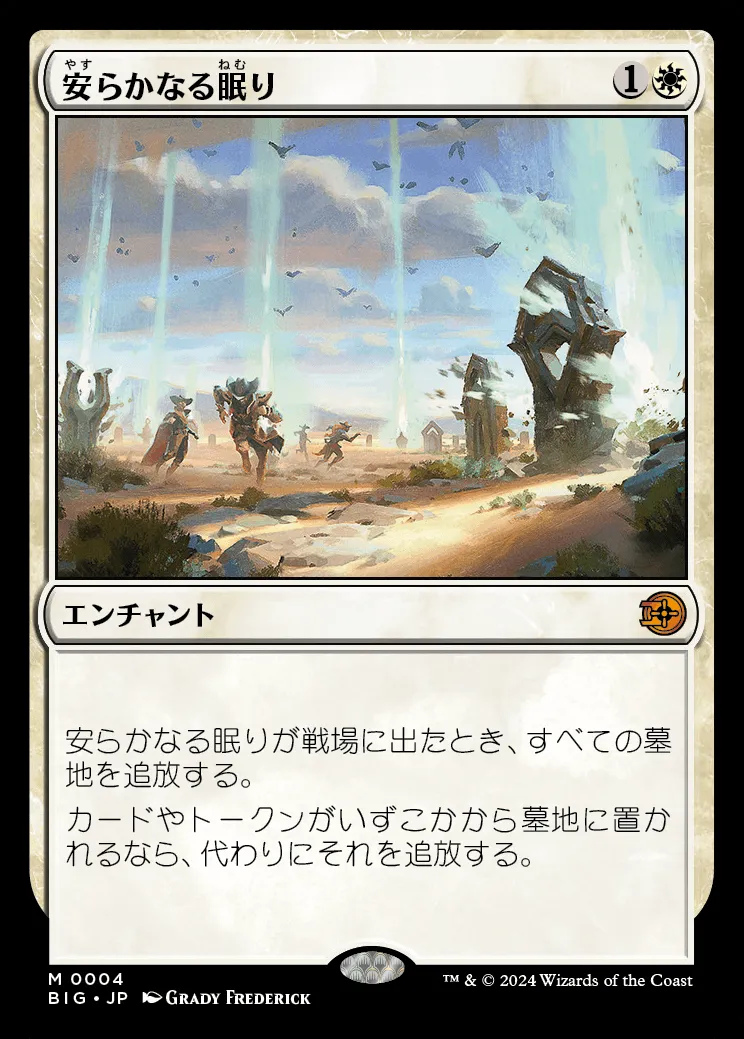 やす ねむ
安らかなる眠り 1
エンチャント
安らかなる眠りが戦場に出たとき、すべての墓
地を追放する。
カードやトークンがいずこかから墓地に置か
れるなら、代わりにそれを追放する。
M 0004
BIG • JP GRADY FREDERICK
™ & © 2024 Wizards of the Coast